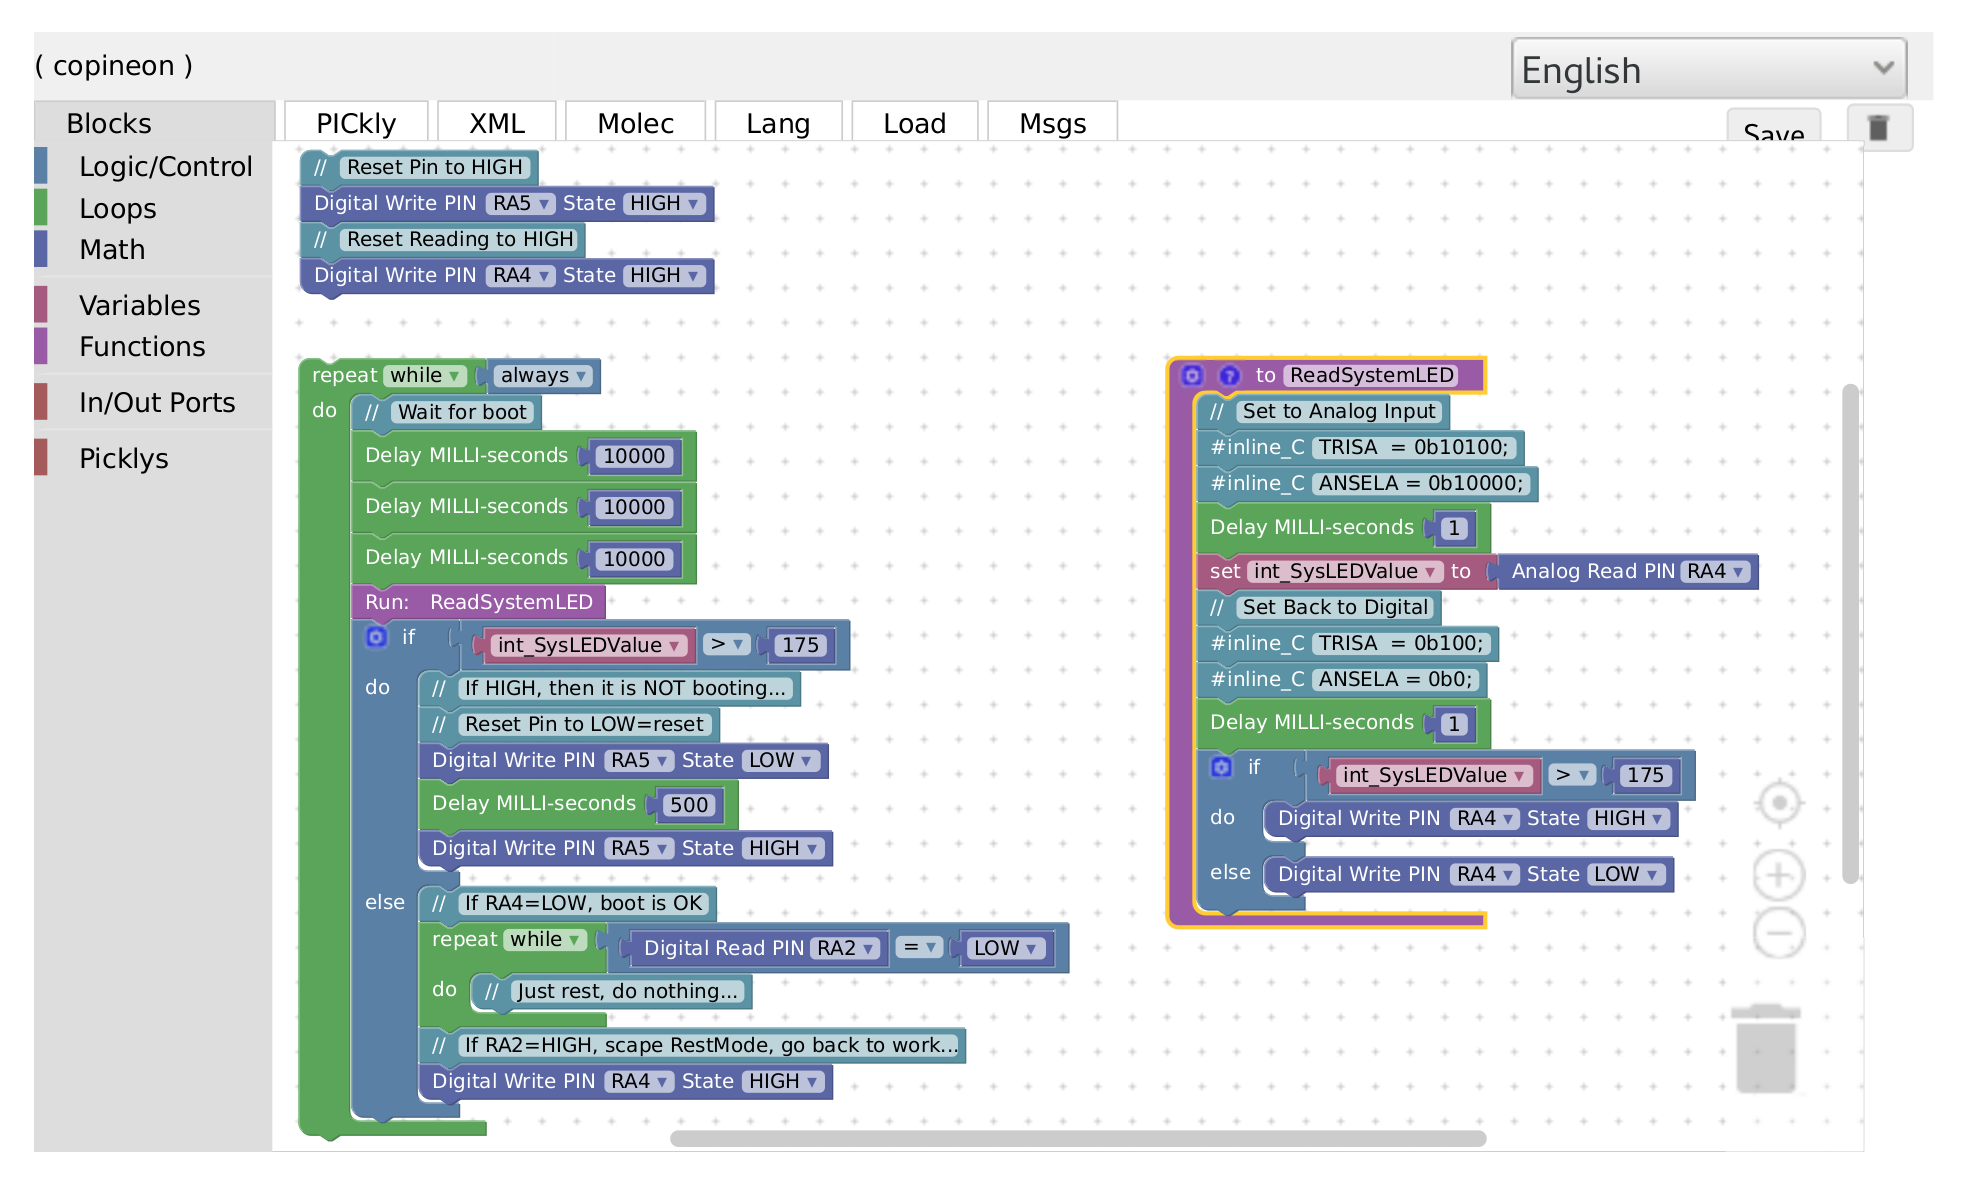 ( copineon )
English
Blocks
PICkly
XML
Molec
Lang
Load
Msgs
Save
Logic/Control
Loops
Math
Variables
Functions
In/Out Ports
Picklys
// Reset Pin to HIGH
Digital Write PIN RA5 State HIGH
// Reset Reading to HIGH
Digital Write PIN RA4 State HIGH
repeat while always
do // Wait for boot
Delay MILLI-seconds 10000
Delay MILLI-seconds 10000
Delay MILLI-seconds 10000
Run: ReadSystemLED
if int_SysLEDValue > 175
do // If HIGH, then it is NOT booting...
// Reset Pin to LOW=reset
Digital Write PIN RA5 State LOW
Delay MILLI-seconds 500
Digital Write PIN RA5 State HIGH
else // If RA4=LOW, boot is OK
repeat while Digital Read PIN RA2 = LOW
do // Just rest, do nothing...
// If RA2=HIGH, scape RestMode, go back to work...
Digital Write PIN RA4 State HIGH
? to ReadSystemLED
// Set to Analog Input
#inline_C TRISA  = 0b10100;
#inline_C ANSELA = 0b10000;
Delay MILLI-seconds 1
set int_SysLEDValue to Analog Read PIN RA4
// Set Back to Digital
#inline_C TRISA  = 0b100;
#inline_C ANSELA = 0b0;
Delay MILLI-seconds 1
if int_SysLEDValue > 175
do Digital Write PIN RA4 State HIGH
else Digital Write PIN RA4 State LOW